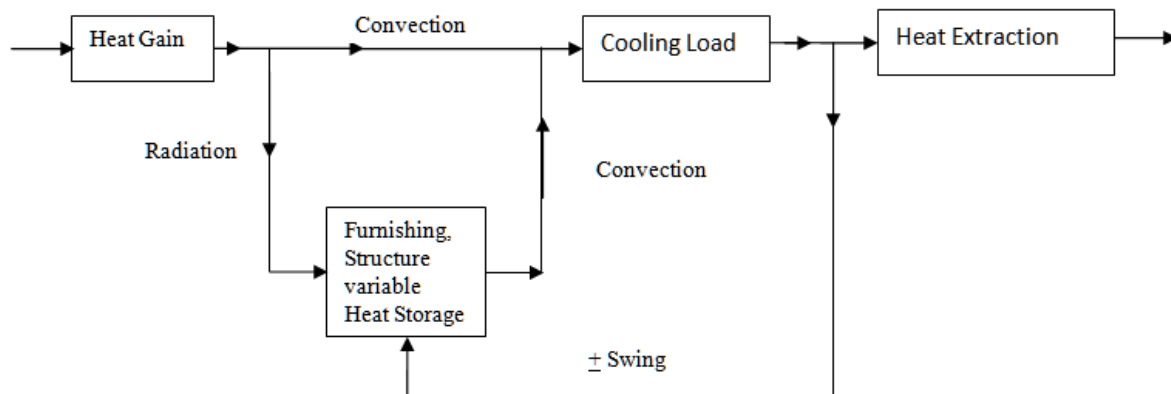 Convection
Heat Gain
Cooling Load
Heat Extraction
Radiation
Convection
Furnishing,
Structure
variable
Heat Storage
± Swing